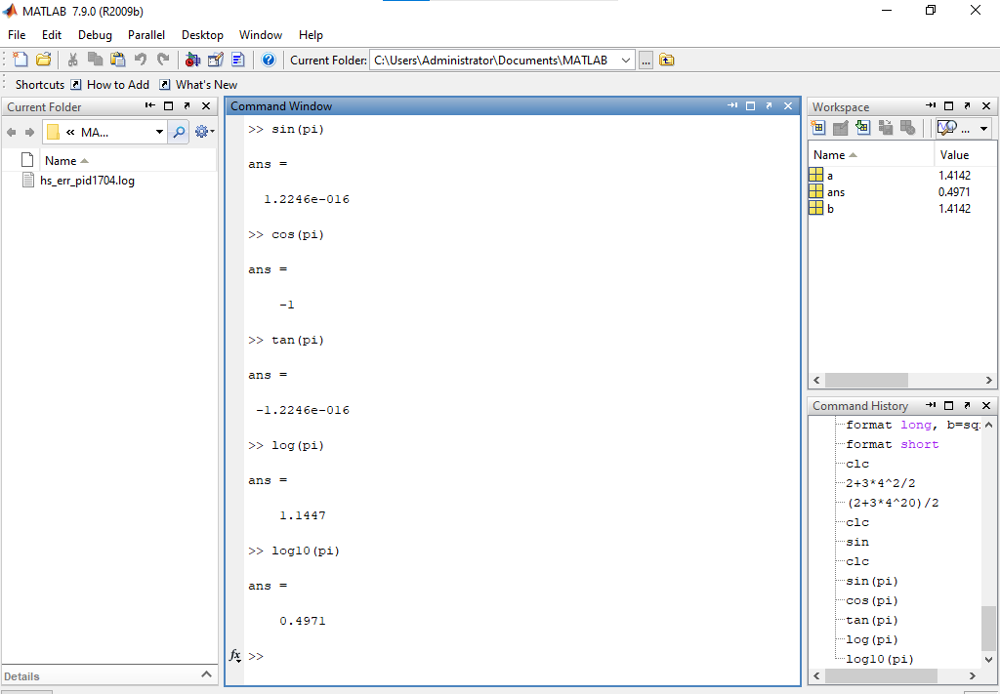 MATLAB 7.9.0 (R2009b)
File Edit Debug Parallel Desktop Window Help
Current Folder: C:\Users\Administrator\Documents\MATLAB ...
Shortcuts How to Add What's New
Current Folder
« MA...
Name
hs_err_pid1704.log
Details
Command Window
>> sin(pi)
ans =
1.2246e-016
>> cos(pi)
ans =
-1
>> tan(pi)
ans =
-1.2246e-016
>> log(pi)
ans =
1.1447
>> log10(pi)
ans =
0.4971
fx >>
Workspace
...
Name Value
a 1.4142
ans 0.4971
b 1.4142
Command History
format long, b=sq
format short
clc
2+3*4^2/2
(2+3*4^20)/2
clc
sin
clc
sin(pi)
cos(pi)
tan(pi)
log(pi)
log10(pi)